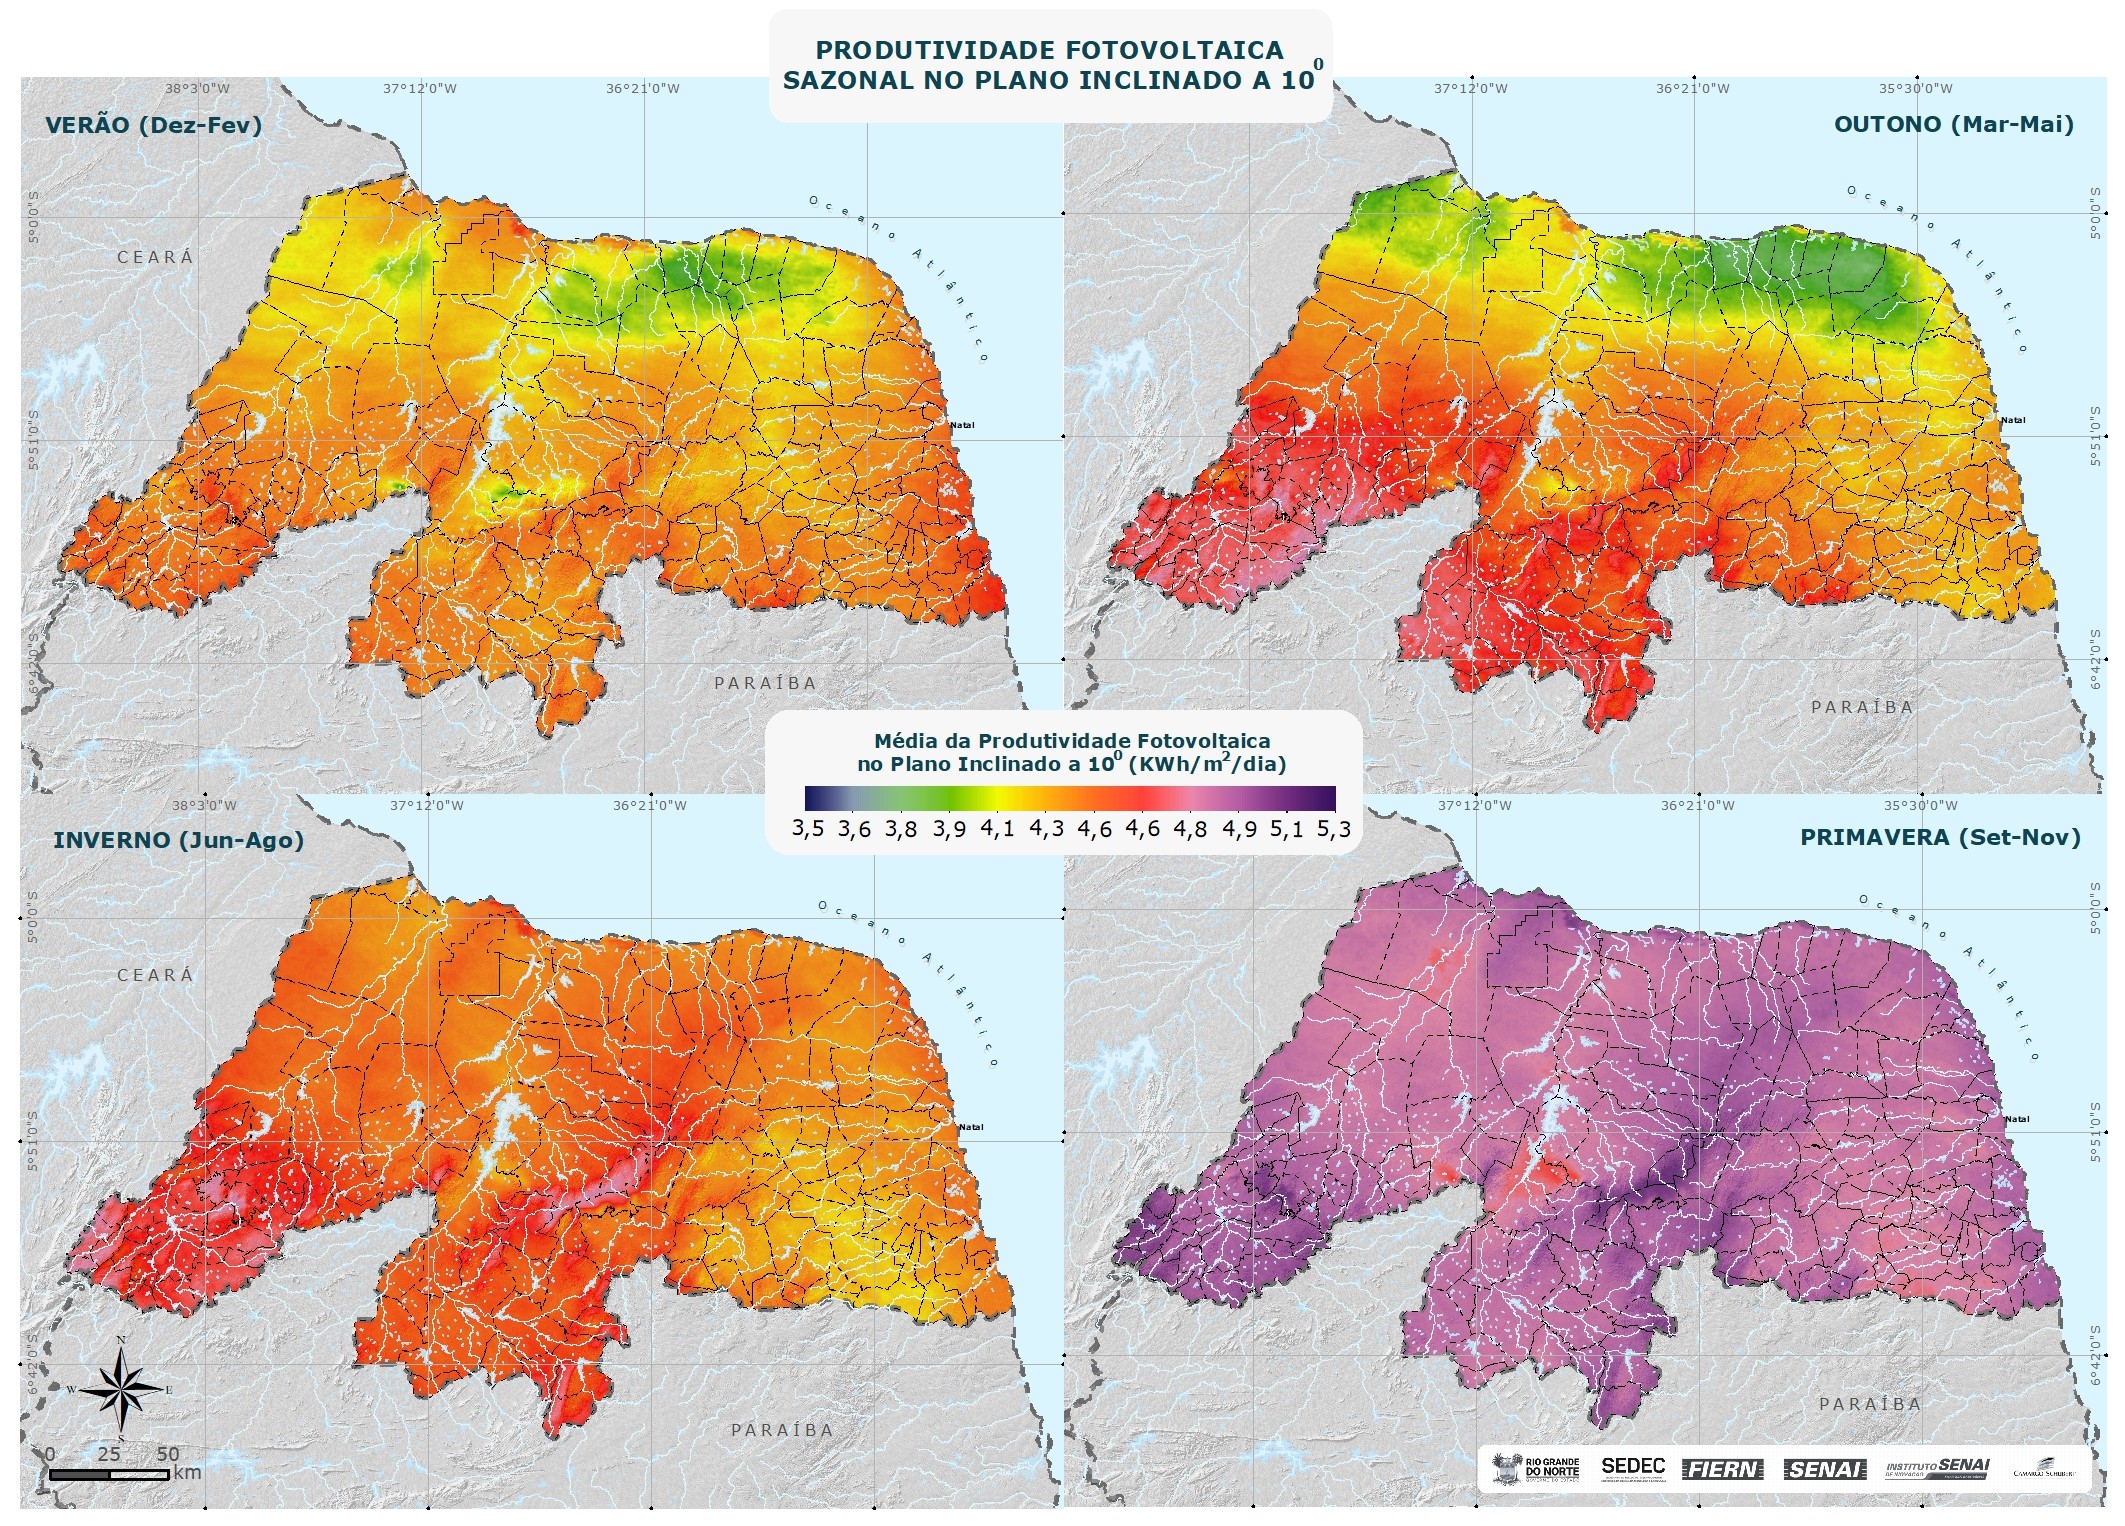 PRODUTIVIDADE FOTOVOLTAICA
SAZONAL NO PLANO INCLINADO A 10⁰
VERÃO (Dez-Fev)
38°3'0"W
37°12'0"W
36°21'0"W
5°0'0"S
5°51'0"S
6°42'0"S
CEARÁ
Oceano Atlântico
Natal
PARAÍBA
OUTONO (Mar-Mai)
37°12'0"W
36°21'0"W
35°30'0"W
5°0'0"S
5°51'0"S
6°42'0"S
Oceano Atlântico
Natal
PARAÍBA
Média da Produtividade Fotovoltaica
no Plano Inclinado a 10⁰ (KWh/m²/dia)
3,5 3,6 3,8 3,9 4,1 4,3 4,6 4,6 4,8 4,9 5,1 5,3
INVERNO (Jun-Ago)
38°3'0"W
37°12'0"W
36°21'0"W
5°0'0"S
5°51'0"S
6°42'0"S
CEARÁ
Oceano Atlântico
Natal
PARAÍBA
N
W E
S
0 25 50
km
PRIMAVERA (Set-Nov)
37°12'0"W
36°21'0"W
35°30'0"W
5°0'0"S
5°51'0"S
6°42'0"S
Oceano Atlântico
Natal
PARAÍBA
RIO GRANDE
DO NORTE
SEDEC
FIERN
SENAI
INSTITUTO SENAI
DE INOVAÇÃO
CAMARGO SCHUBERT